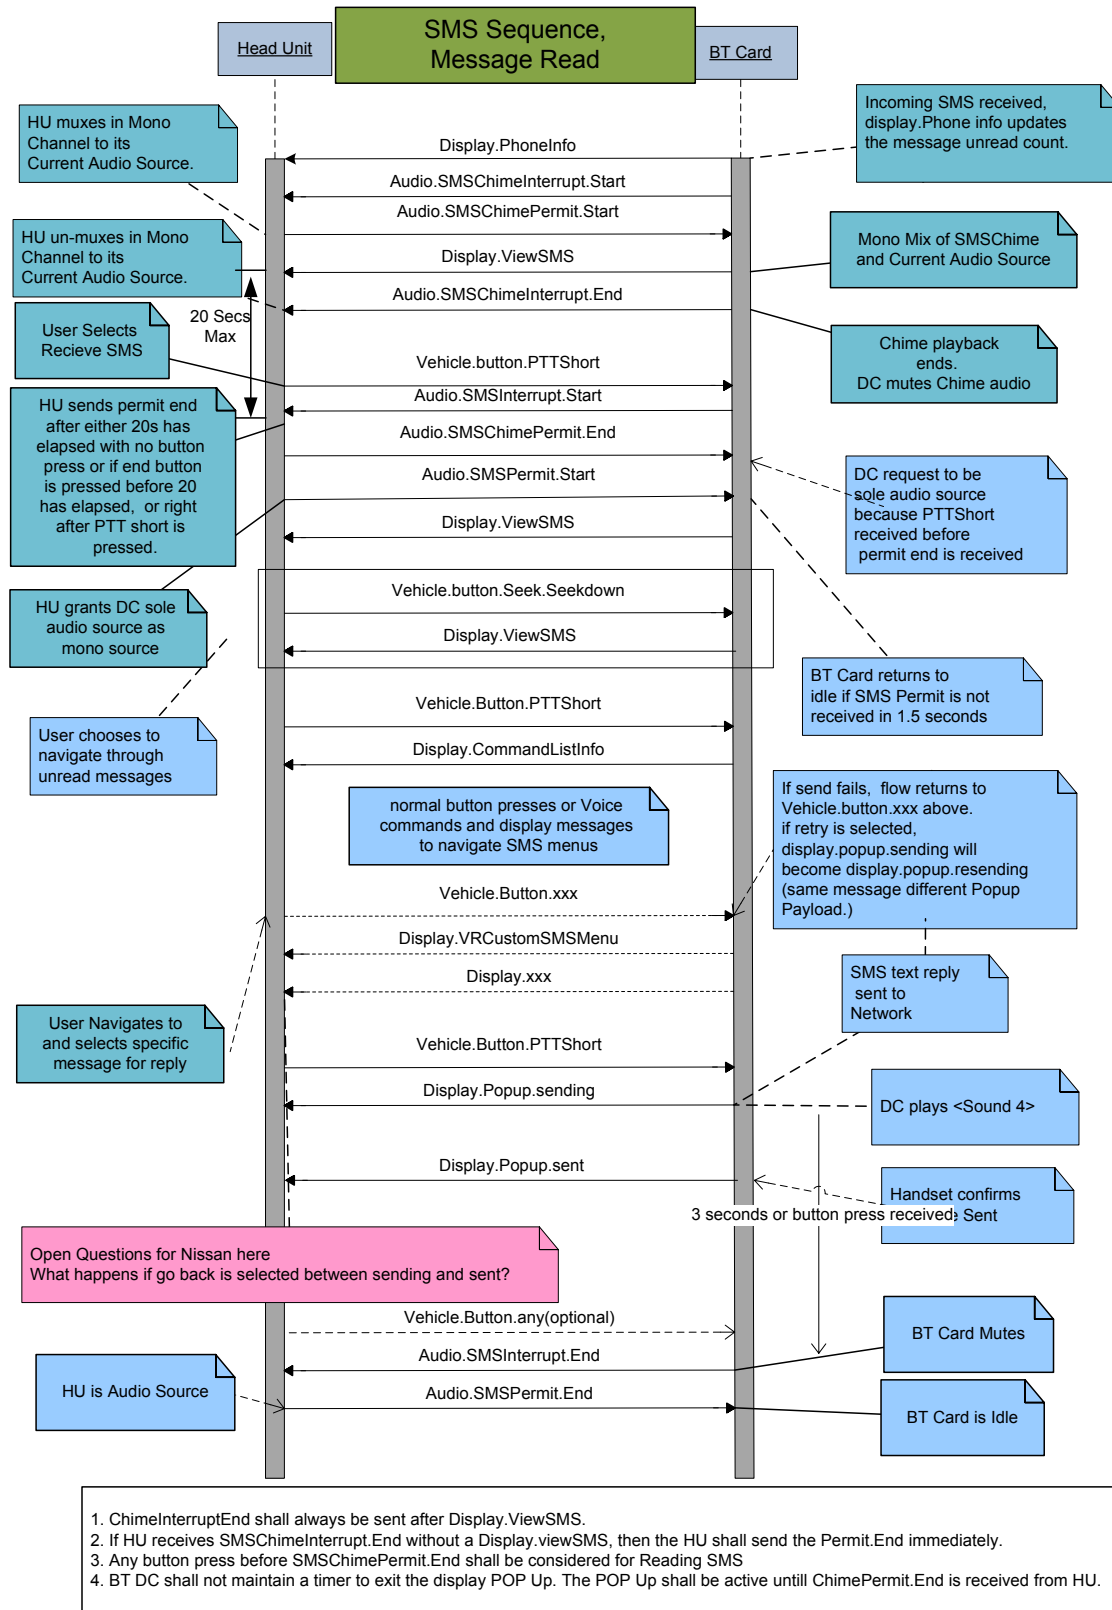 SMS Sequence,
Message Read
Head Unit
BT Card
HU muxes in Mono
Channel to its
Current Audio Source.
Incoming SMS received,
display.Phone info updates
the message unread count.
Display.PhoneInfo
Audio.SMSChimeInterrupt.Start
Audio.SMSChimePermit.Start
HU un-muxes in Mono
Channel to its
Current Audio Source.
Mono Mix of SMSChime
and Current Audio Source
Display.ViewSMS
Audio.SMSChimeInterrupt.End
20 Secs
Max
User Selects
Recieve SMS
Chime playback
ends.
DC mutes Chime audio
Vehicle.button.PTTShort
Audio.SMSInterrupt.Start
HU sends permit end
after either 20s has
elapsed with no button
press or if end button
is pressed before 20
has elapsed,  or right
after PTT short is
pressed.
Audio.SMSChimePermit.End
Audio.SMSPermit.Start
DC request to be
sole audio source
because PTTShort
received before
permit end is received
Display.ViewSMS
Vehicle.button.Seek.Seekdown
HU grants DC sole
audio source as
mono source
Display.ViewSMS
BT Card returns to
idle if SMS Permit is not
received in 1.5 seconds
Vehicle.Button.PTTShort
User chooses to
navigate through
unread messages
Display.CommandListInfo
normal button presses or Voice
commands and display messages
to navigate SMS menus
If send fails,  flow returns to
Vehicle.button.xxx above.
if retry is selected,
display.popup.sending will
become display.popup.resending
(same message different Popup
Payload.)
Vehicle.Button.xxx
Display.VRCustomSMSMenu
Display.xxx
SMS text reply
sent to
Network
User Navigates to
and selects specific
message for reply
Vehicle.Button.PTTShort
Display.Popup.sending
DC plays <Sound 4>
Display.Popup.sent
Handset confirms
Sent
3 seconds or button press received
Open Questions for Nissan here
What happens if go back is selected between sending and sent?
Vehicle.Button.any(optional)
BT Card Mutes
Audio.SMSInterrupt.End
HU is Audio Source
Audio.SMSPermit.End
BT Card is Idle
1. ChimeInterruptEnd shall always be sent after Display.ViewSMS.
2. If HU receives SMSChimeInterrupt.End without a Display.viewSMS, then the HU shall send the Permit.End immediately.
3. Any button press before SMSChimePermit.End shall be considered for Reading SMS
4. BT DC shall not maintain a timer to exit the display POP Up. The POP Up shall be active untill ChimePermit.End is received from HU.